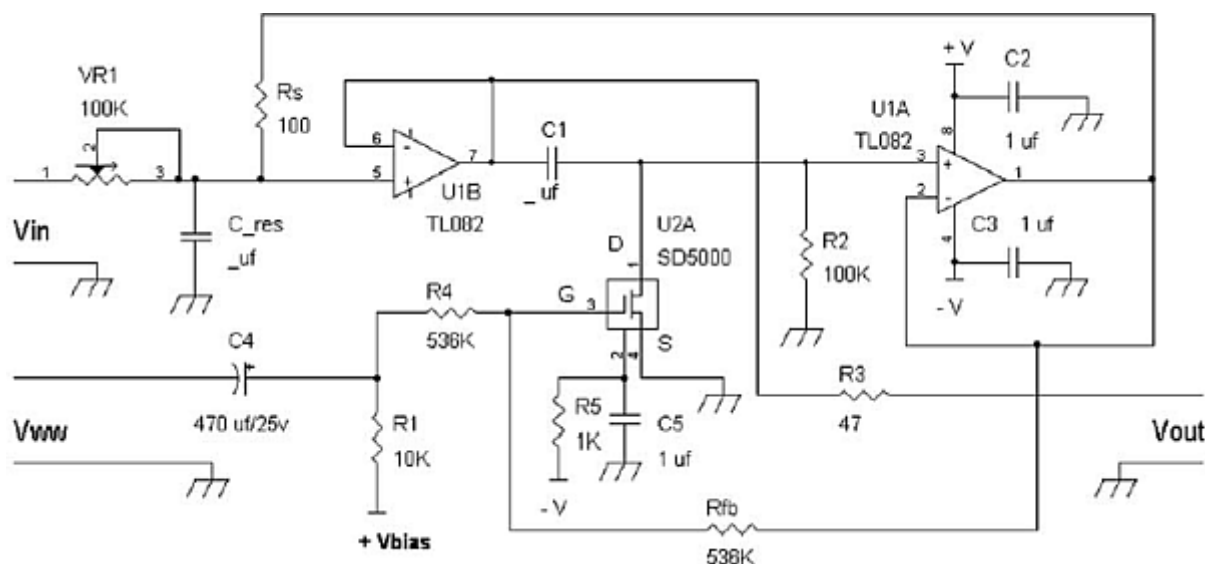 + V
C2
VR1
100K
Rs
100
U1A
TL082
1 uf
C1
2
6
7
8
3
1
1
3
5
2
U1B
TL082
_ uf
4
C3
1 uf
Vin
C_res
_uf
D
1
U2A
SD5000
R2
100K
R4
G
3
536K
S
- V
C4
2
4
R3
470 uf/25v
R1
10K
R5
1K
C5
1 uf
47
Vww
Vout
- V
+ Vbias
Rfb
536K